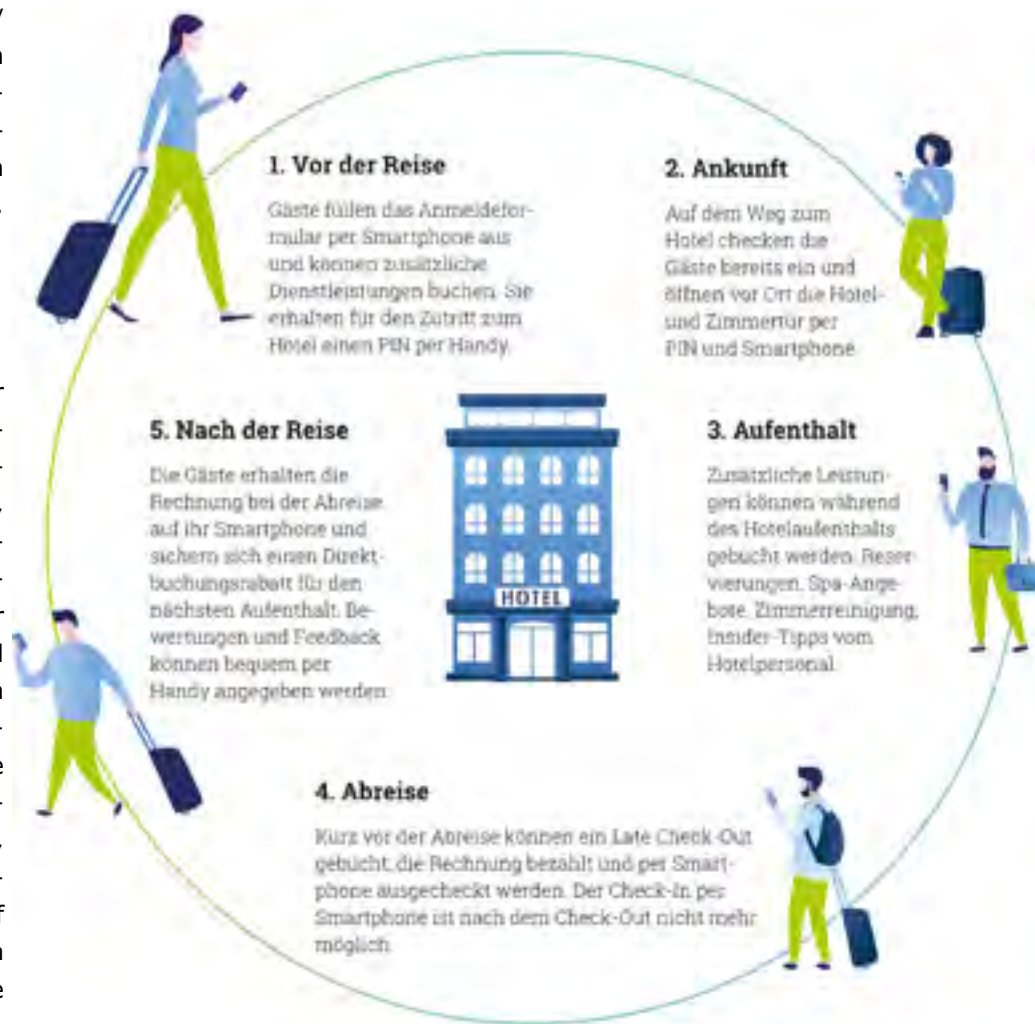 1. Vor der Reise
Gäste füllen das Anmeldefor-
mular per Smartphone aus
und können zusätzliche
Dienstleistungen buchen. Sie
erhalten für den Zutritt zum
Hotel einen PIN per Handy.
2. Ankunft
Auf dem Weg zum
Hotel checken die
Gäste bereits ein und
öffnen vor Ort die Hotel-
und Zimmertür per
PIN und Smartphone.
3. Aufenthalt
Zusätzliche Leistun-
gen können während
des Hotelaufenthalts
gebucht werden. Reser-
vierungen, Spa-Ange-
bote, Zimmerreinigung,
Insider-Tipps vom
Hotelpersonal.
HOTEL
4. Abreise
Kurz vor der Abreise können ein Late Check-Out
gebucht, die Rechnung bezahlt und per Smart-
phone ausgecheckt werden. Der Check-In per
Smartphone ist nach dem Check-Out nicht mehr
möglich.
5. Nach der Reise
Die Gäste erhalten die
Rechnung bei der Abreise
auf ihr Smartphone und
sichern sich einen Direkt-
buchungsrabatt für den
nächsten Aufenthalt. Be-
wertungen und Feedback
können bequem per
Handy angegeben werden.